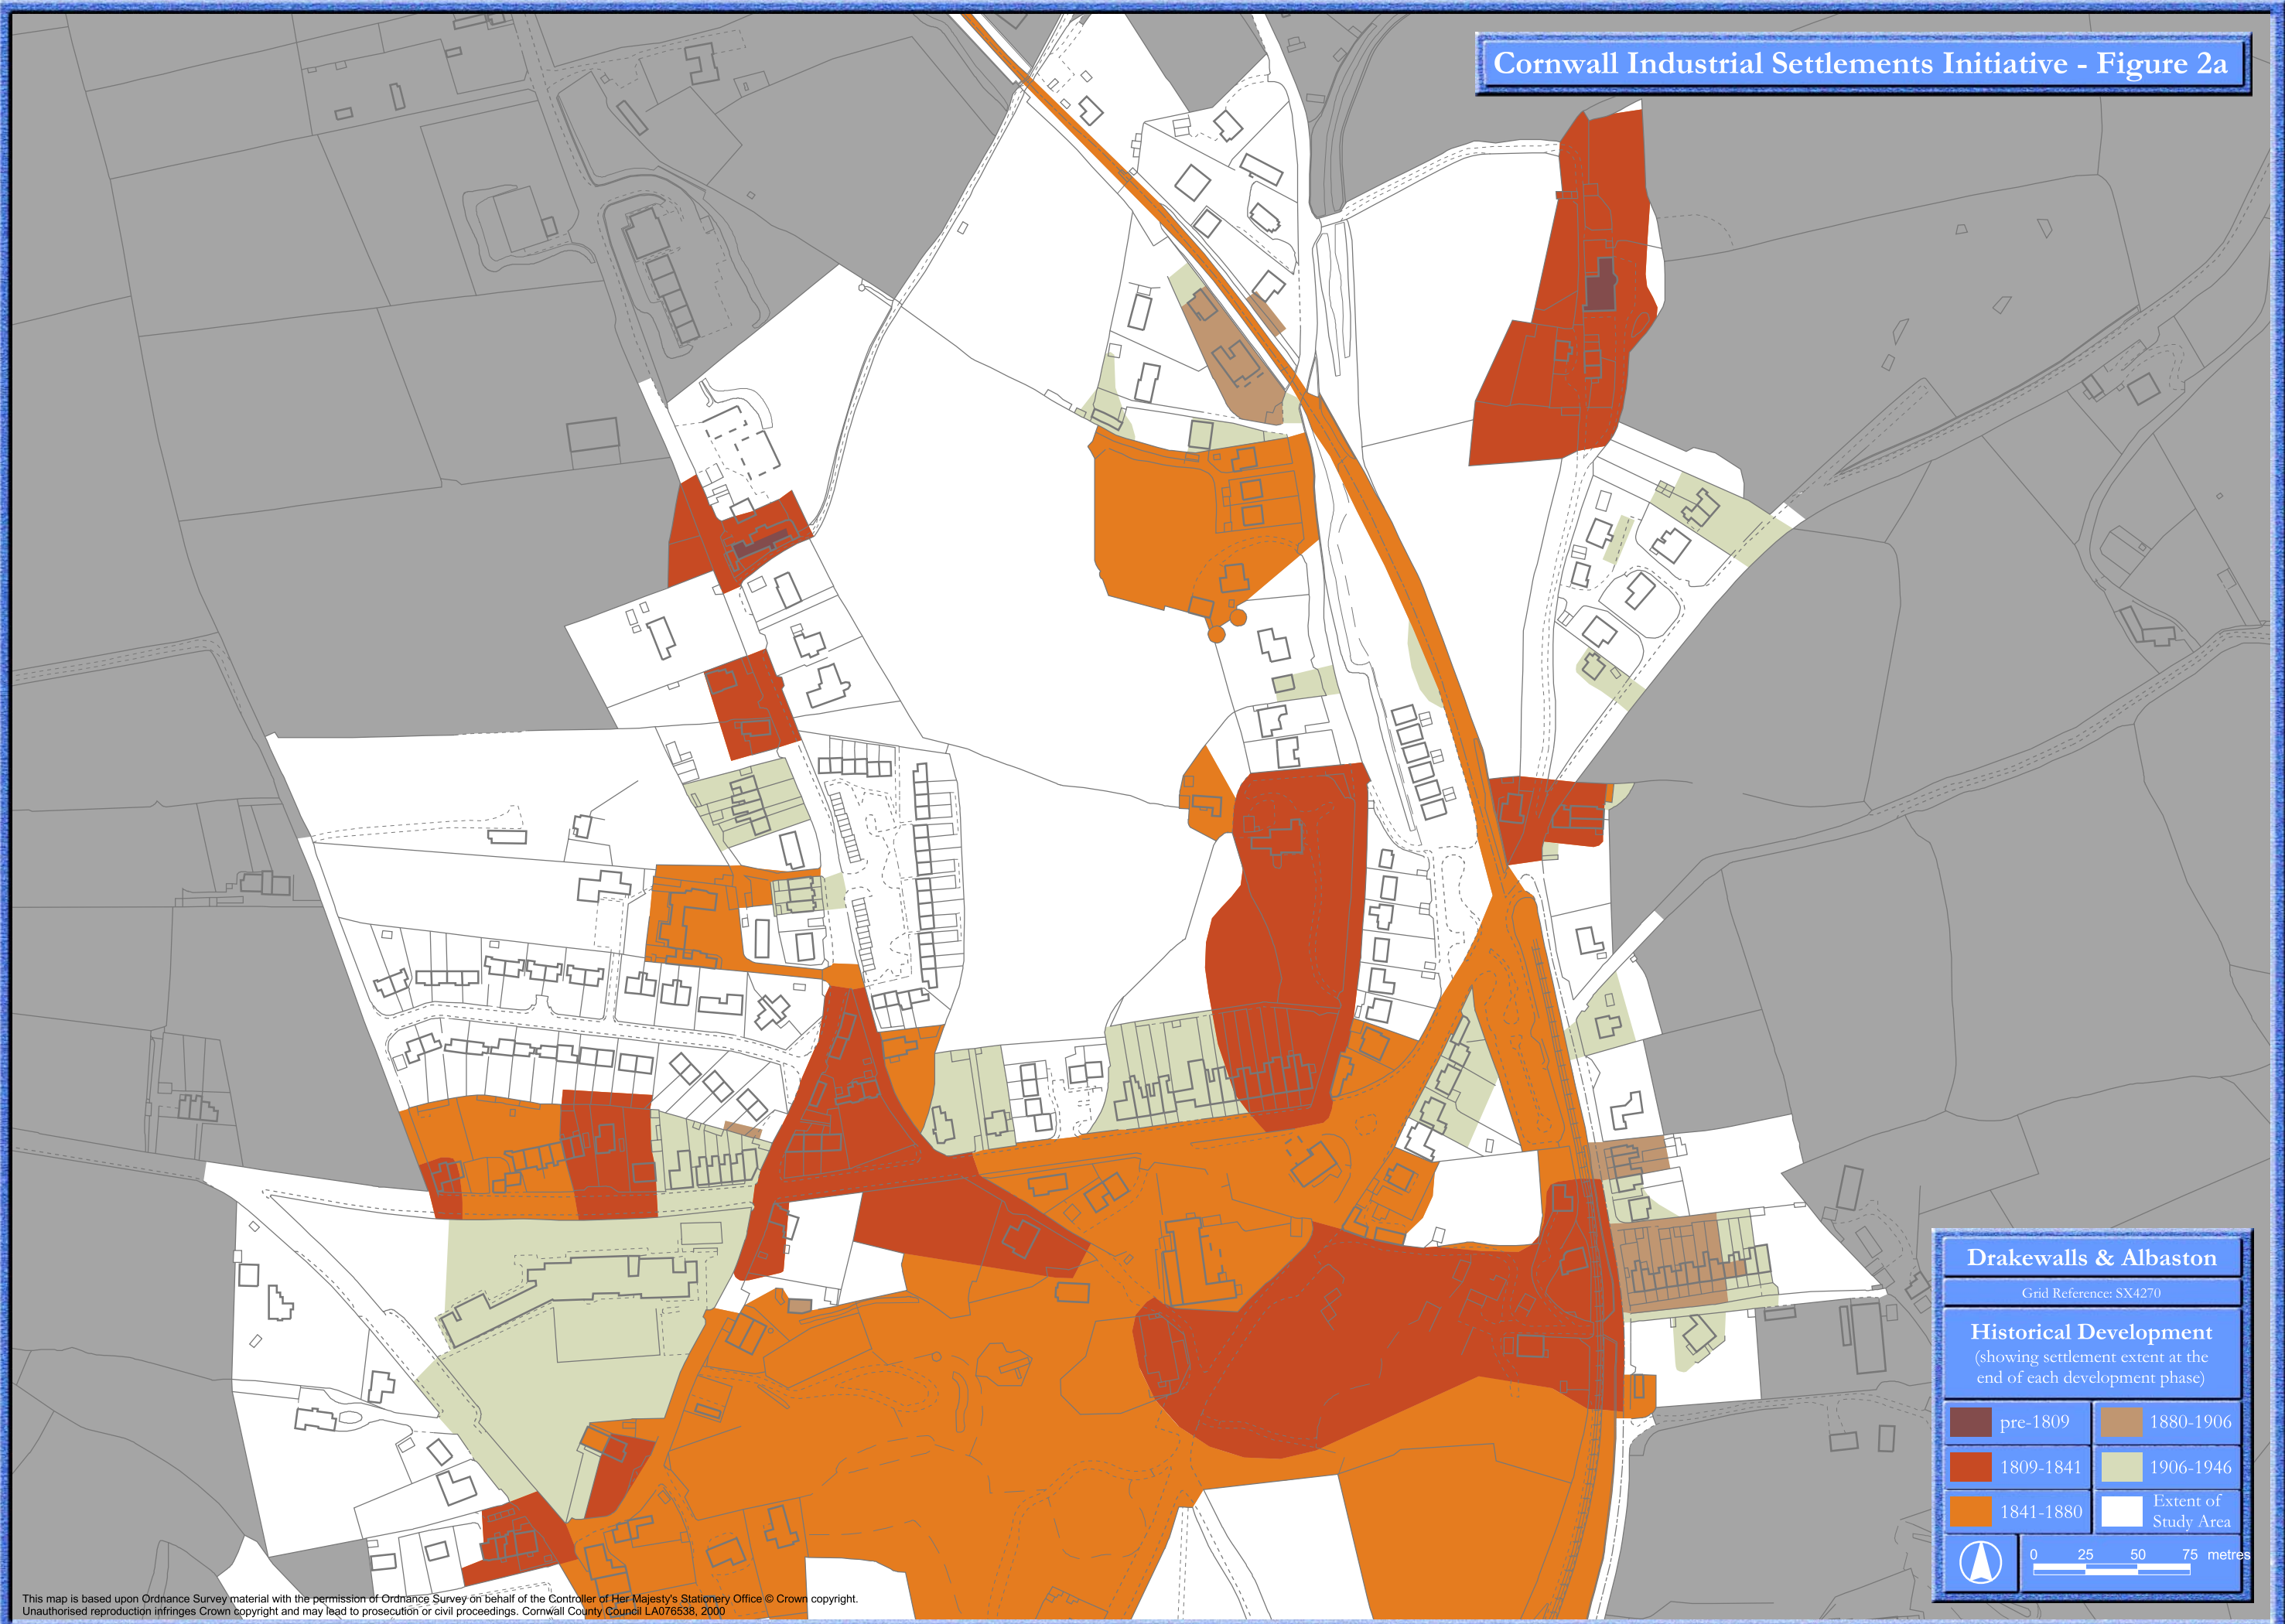 Cornwall Industrial Settlements Initiative - Figure 2a
Drakewalls & Albaston
Grid Reference: SX4270
Historical Development
(showing settlement extent at the
end of each development phase)
pre-1809
1880-1906
1809-1841
1906-1946
1841-1880
Extent of
Study Area
0 25 50 75 metres
This map is based upon Ordnance Survey material with the permission of Ordnance Survey on behalf of the Controller of Her Majesty's Stationery Office © Crown copyright.
Unauthorised reproduction infringes Crown copyright and may lead to prosecution or civil proceedings. Cornwall County Council LA076538, 2000